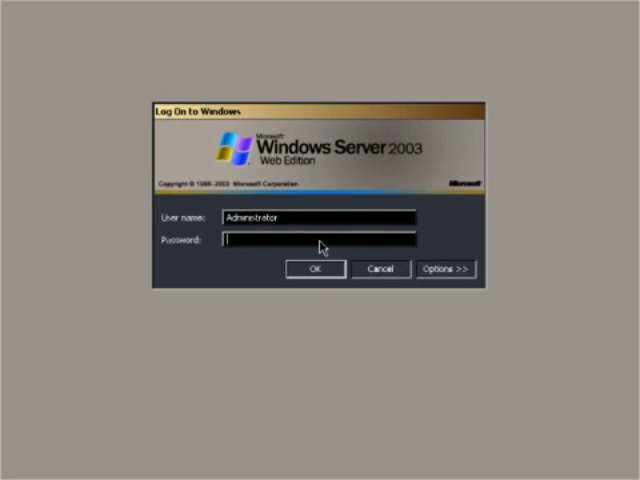 Log On to Windows
Microsoft
Windows Server 2003
Web Edition
Copyright © 1985-2003 Microsoft Corporation
Microsoft
User name: Administrator
Password:
OK Cancel Options >>